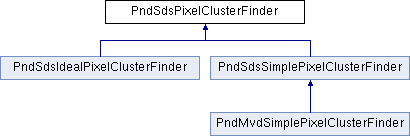 PndSdsPixelClusterFinder
PndSdsIdealPixelClusterFinder
PndSdsSimplePixelClusterFinder
PndMvdSimplePixelClusterFinder